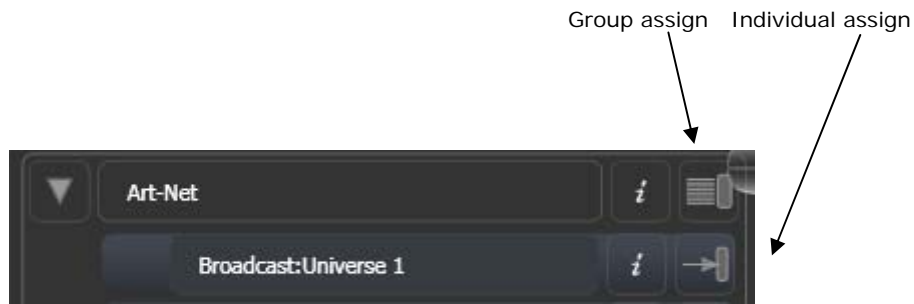 Group assign Individual assign
Art-Net i
Broadcast:Universe 1 i